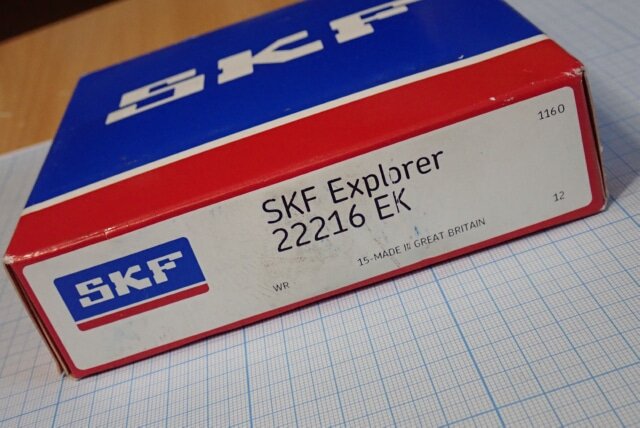 SKF
1160
SKF Explorer
22216 EK
12
15-MADE IN GREAT BRITAIN
WR
SKF